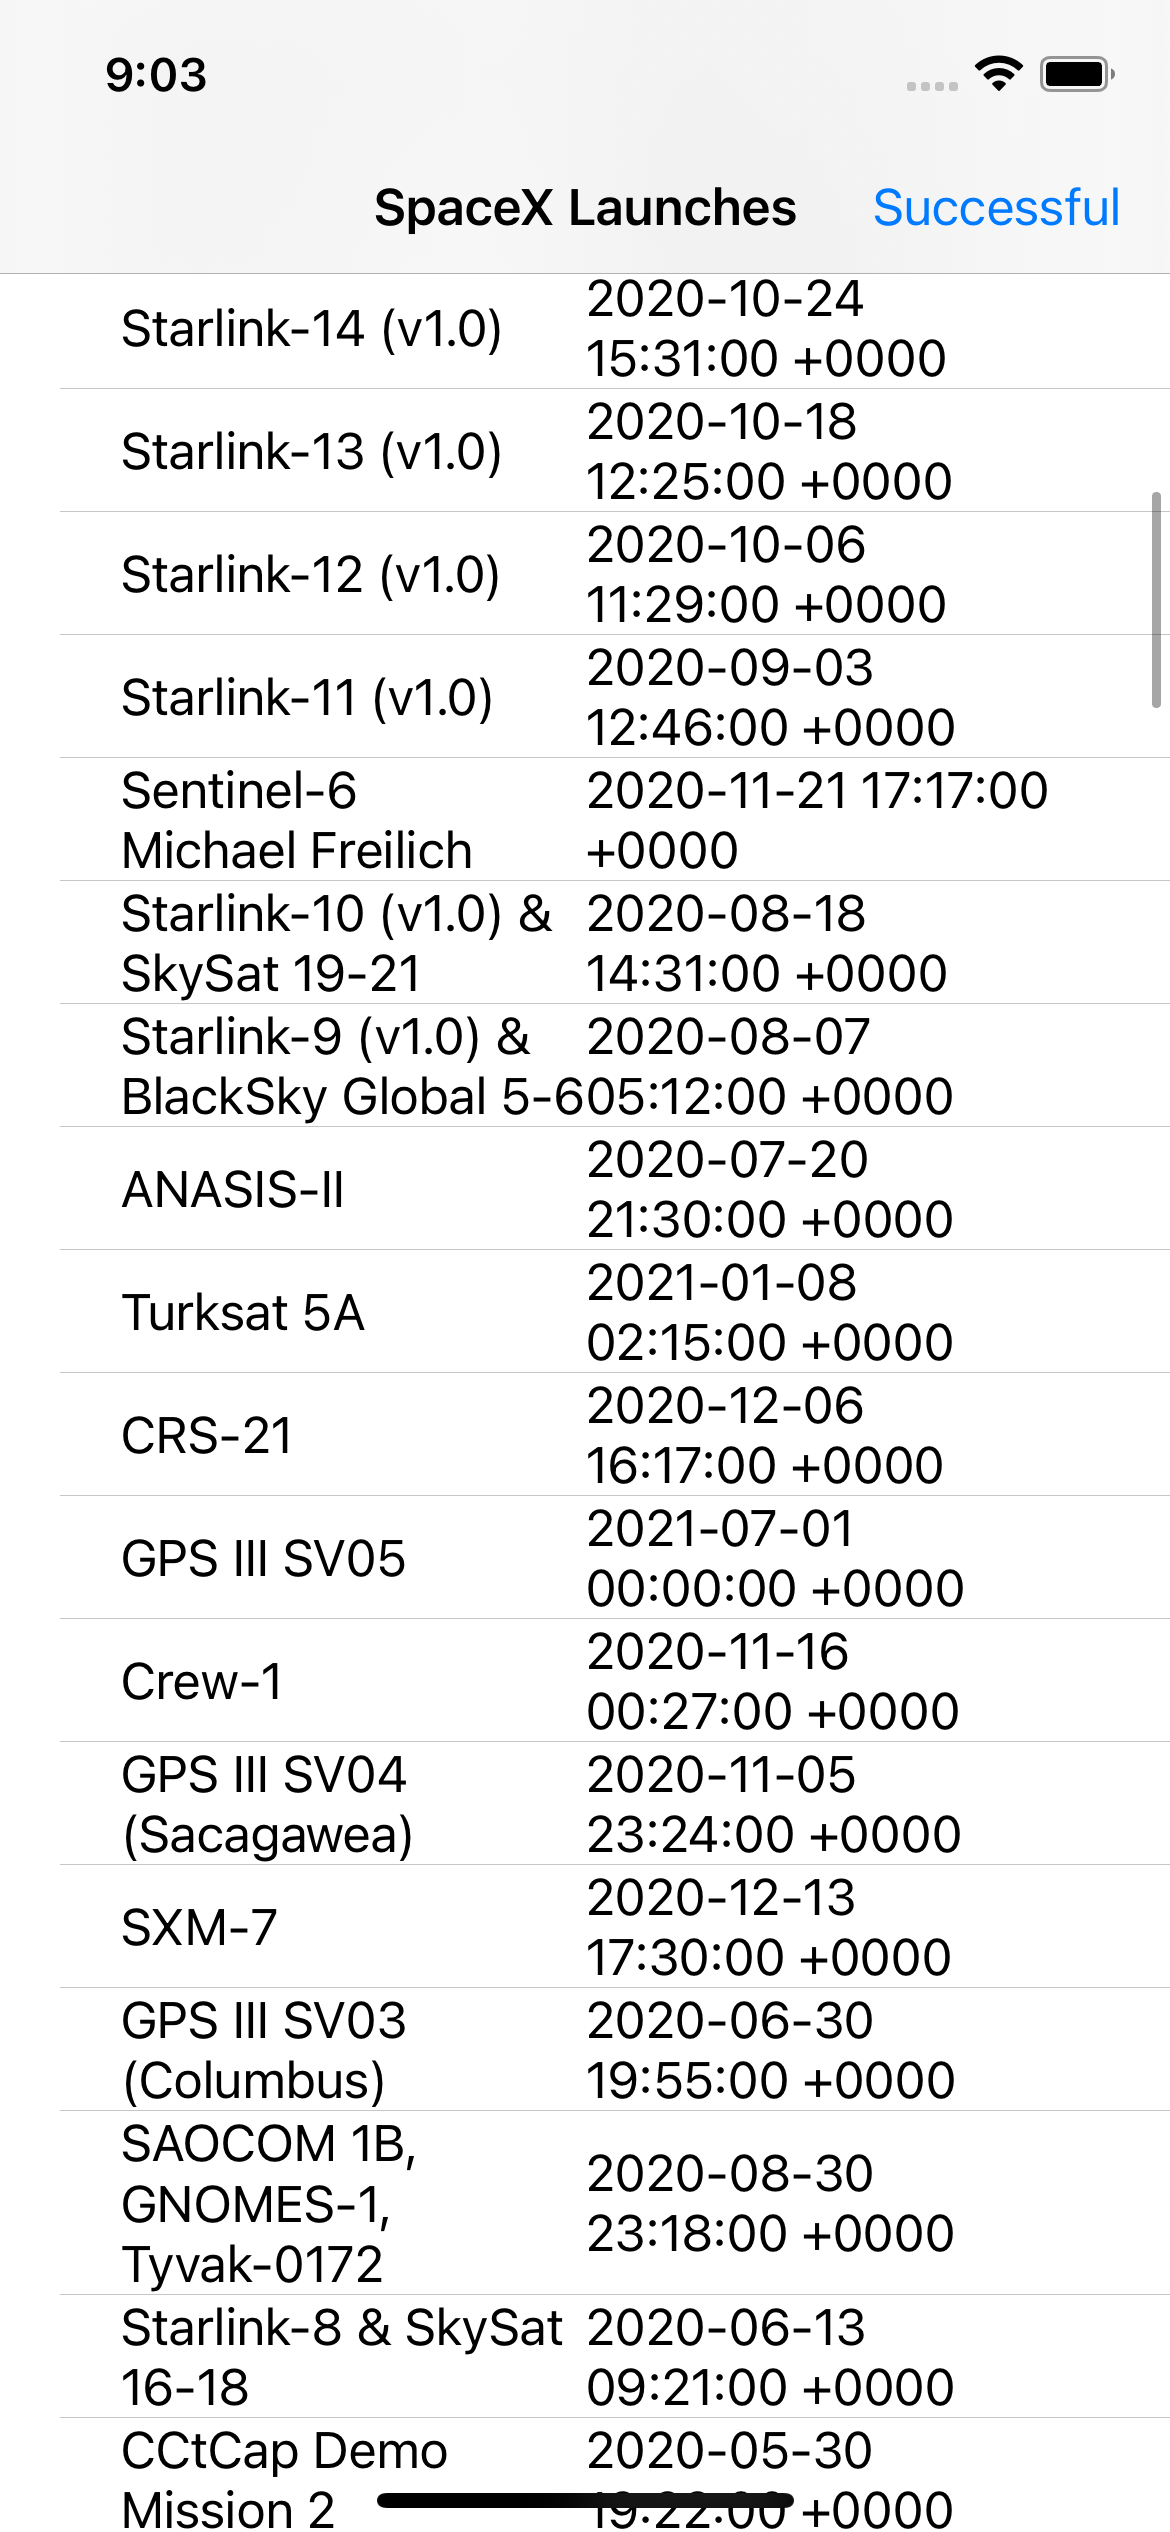 9:03
SpaceX Launches
Successful
Starlink-14 (v1.0)
2020-10-24
15:31:00 +0000
Starlink-13 (v1.0)
2020-10-18
12:25:00 +0000
Starlink-12 (v1.0)
2020-10-06
11:29:00 +0000
Starlink-11 (v1.0)
2020-09-03
12:46:00 +0000
Sentinel-6
Michael Freilich
2020-11-21 17:17:00
+0000
Starlink-10 (v1.0) &
SkySat 19-21
2020-08-18
14:31:00 +0000
Starlink-9 (v1.0) &
BlackSky Global 5-6
2020-08-07
05:12:00 +0000
ANASIS-II
2020-07-20
21:30:00 +0000
Turksat 5A
2021-01-08
02:15:00 +0000
CRS-21
2020-12-06
16:17:00 +0000
GPS III SV05
2021-07-01
00:00:00 +0000
Crew-1
2020-11-16
00:27:00 +0000
GPS III SV04
(Sacagawea)
2020-11-05
23:24:00 +0000
SXM-7
2020-12-13
17:30:00 +0000
GPS III SV03
(Columbus)
2020-06-30
19:55:00 +0000
SAOCOM 1B,
GNOMES-1,
Tyvak-0172
2020-08-30
23:18:00 +0000
Starlink-8 & SkySat
16-18
2020-06-13
09:21:00 +0000
CCtCap Demo
Mission 2
2020-05-30
19:22:00 +0000